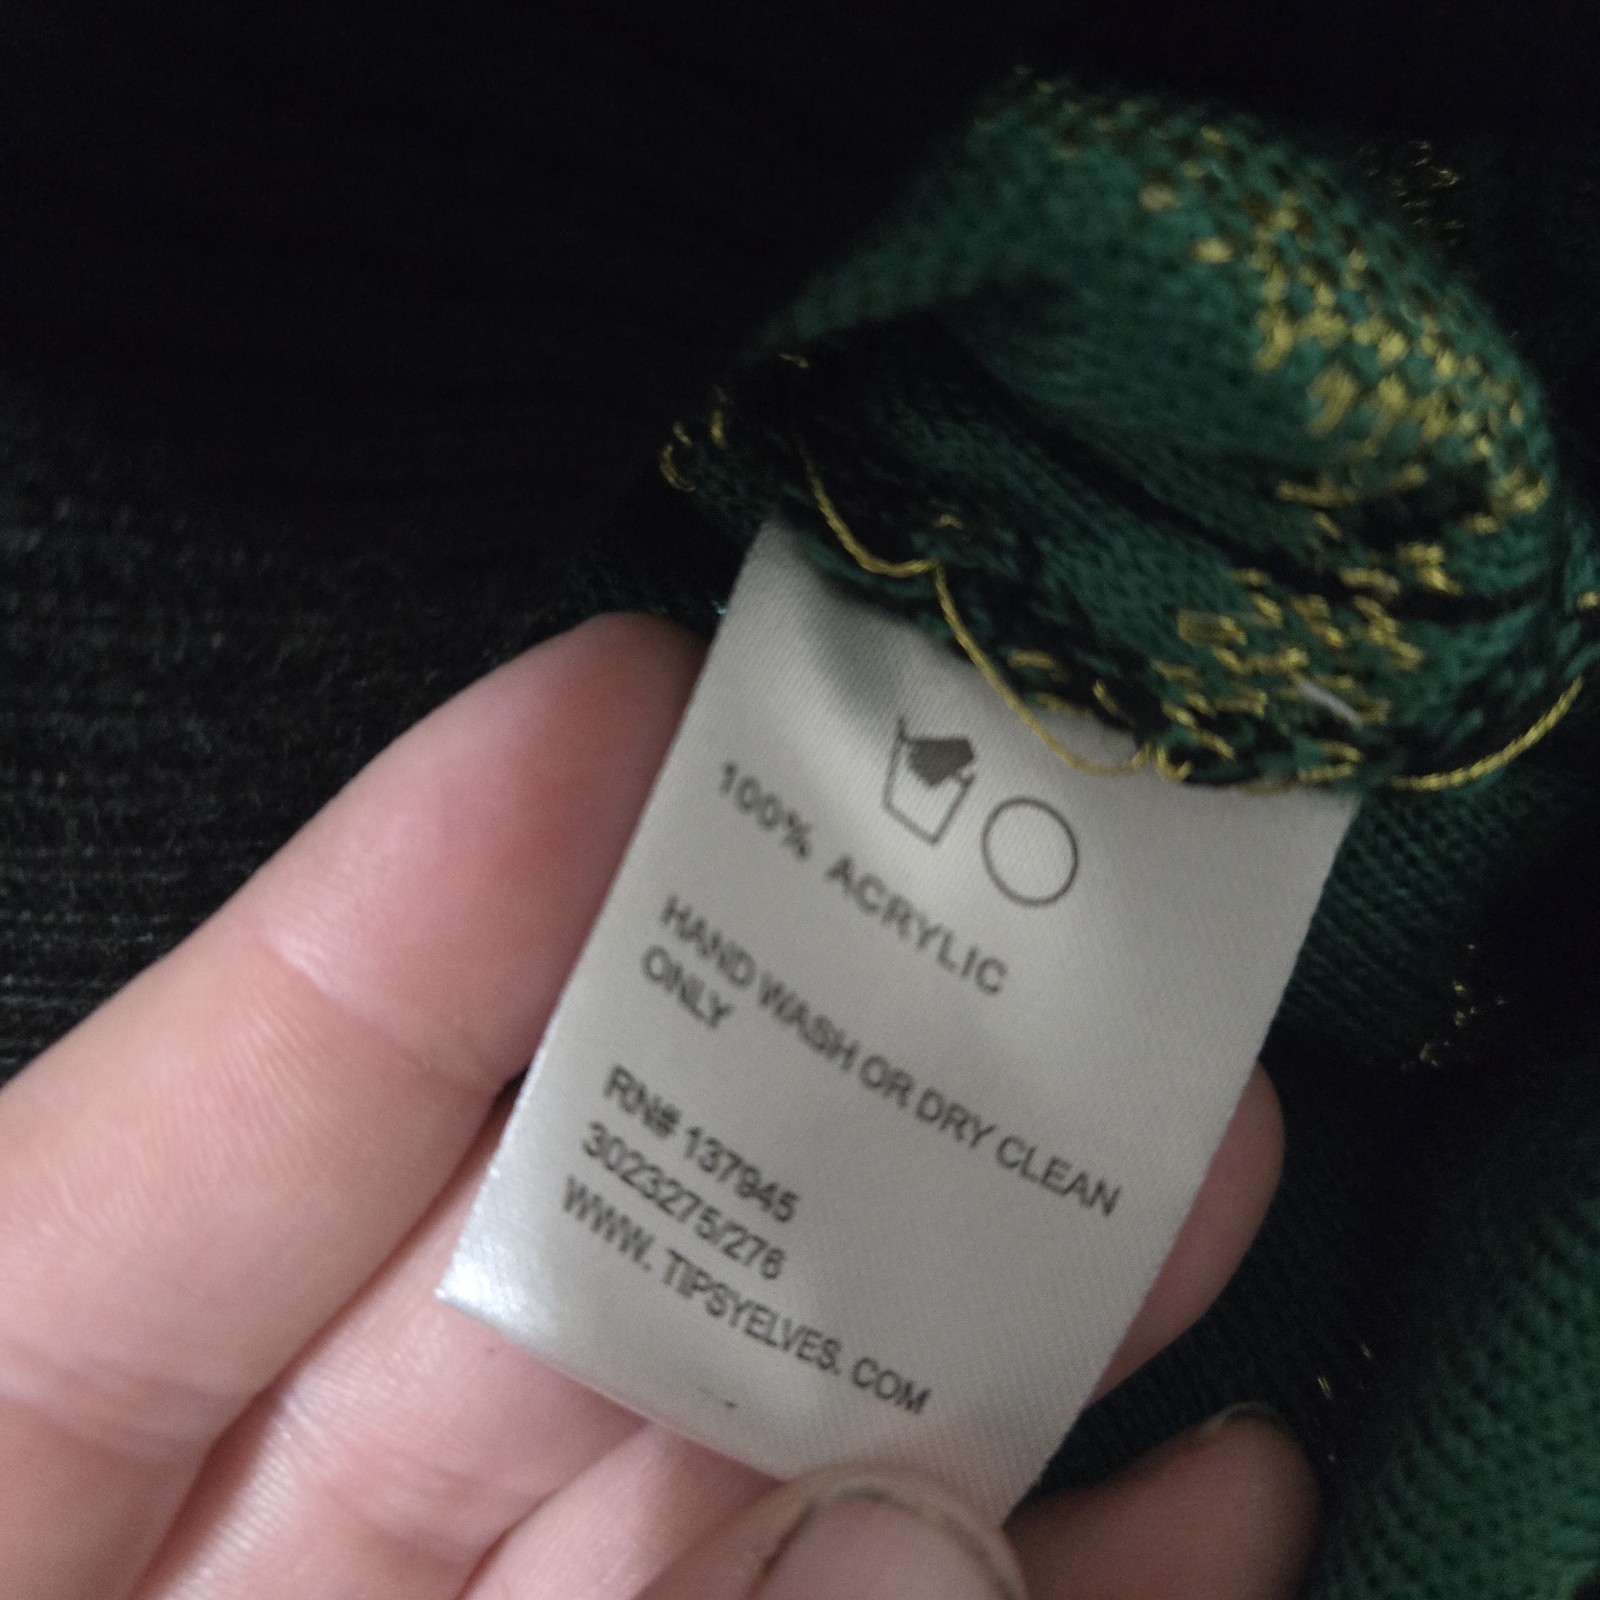 100% ACRYLIC
HAND WASH OR DRY CLEAN
ONLY
RN# 137945
3023275/276
WWW. TIPSYELVES. COM